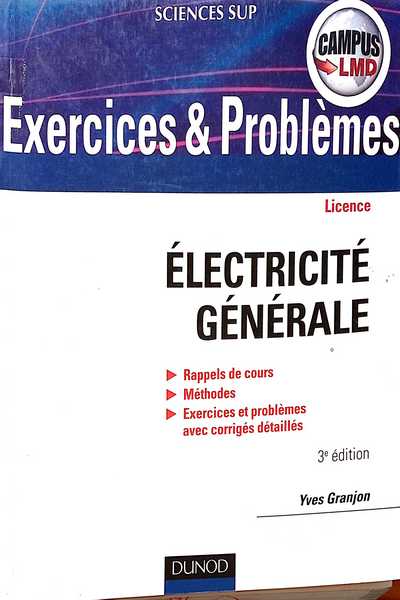 SCIENCES SUP
CAMPUS
LMD
Exercices & Problèmes
Licence
ÉLECTRICITÉ
GÉNÉRALE
Rappels de cours
Méthodes
Exercices et problèmes
avec corrigés détaillés
3e édition
Yves Granjon
DUNOD